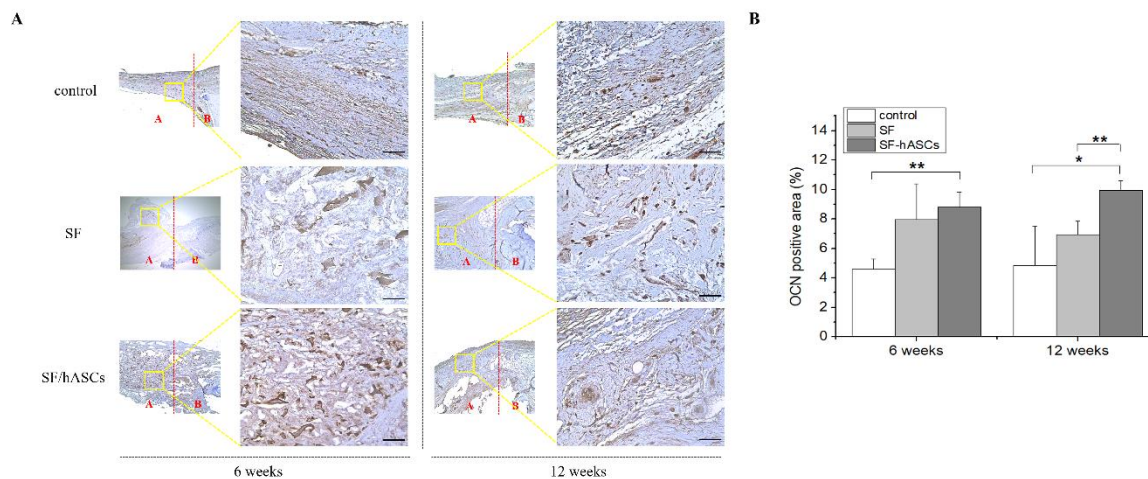 A
control
A B
A B
SF
A B
A B
SF/hASCs
A B
A B
6 weeks
12 weeks
B
control
SF
SF-hASCs
**
**
*
OCN positive area (%)
14
12
10
8
6
4
2
0
6 weeks
12 weeks